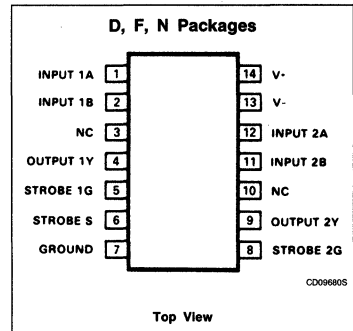 D, F, N Packages
INPUT 1A 1 14 V+
INPUT 1B 2 13 V-
NC 3 12 INPUT 2A
OUTPUT 1Y 4 11 INPUT 2B
STROBE 1G 5 10 NC
STROBE S 6 9 OUTPUT 2Y
GROUND 7 8 STROBE 2G
CD09680S
Top View